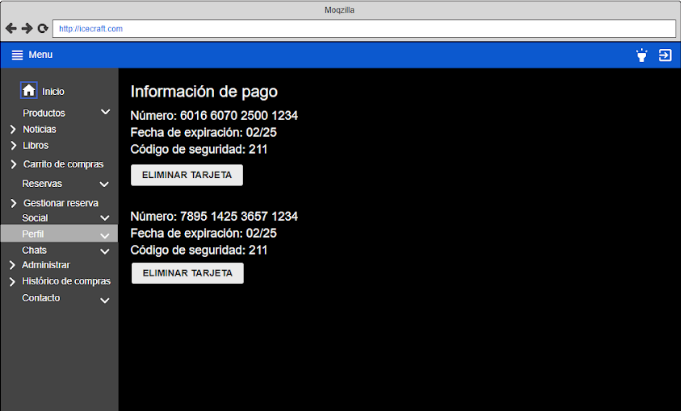 Moqzilla
http://icecraft.com
Menu
Inicio
Productos
Noticias
Libros
Carrito de compras
Reservas
Gestionar reserva
Social
Perfil
Chats
Administrar
Histórico de compras
Contacto
Información de pago
Número: 6016 6070 2500 1234
Fecha de expiración: 02/25
Código de seguridad: 211
ELIMINAR TARJETA
Número: 7895 1425 3657 1234
Fecha de expiración: 02/25
Código de seguridad: 211
ELIMINAR TARJETA